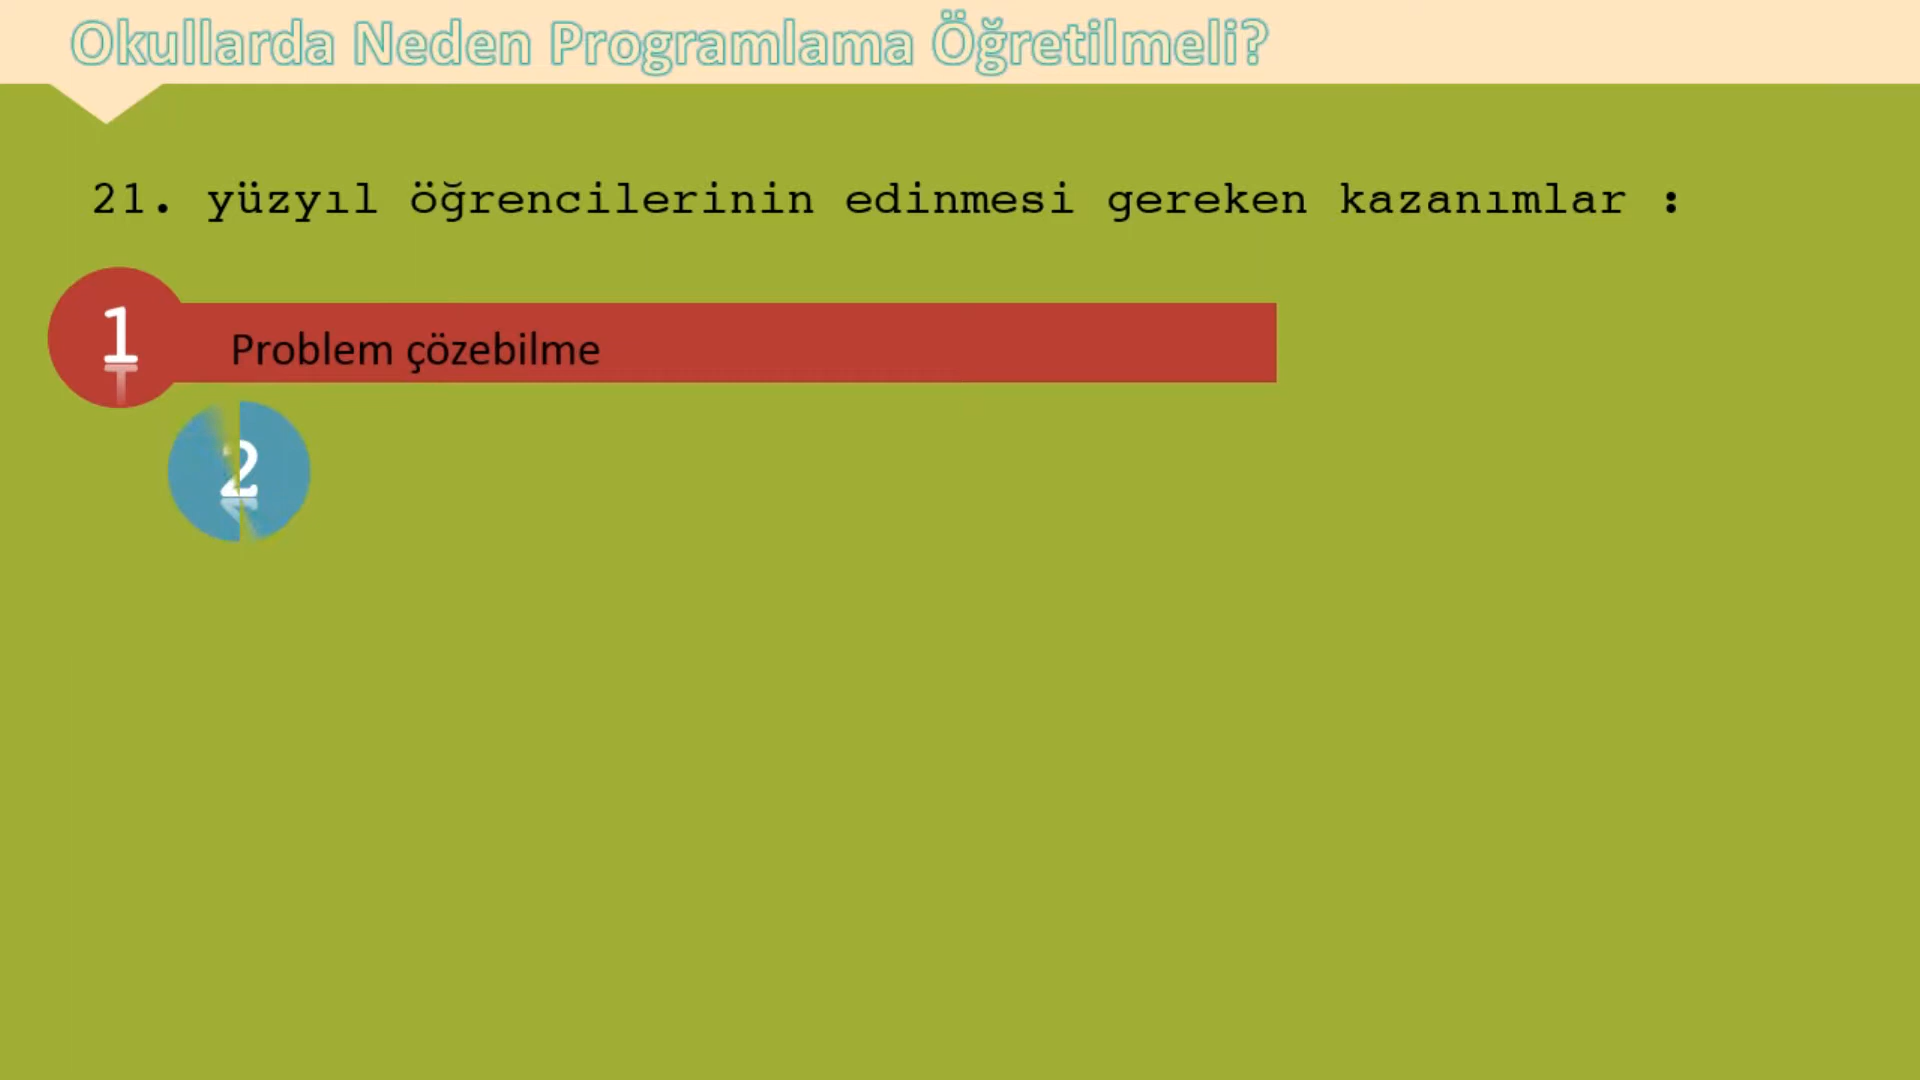 Okullarda Neden Programlama Öğretilmeli?
21. yüzyıl öğrencilerinin edinmesi gereken kazanımlar :
1
Problem çözebilme
2